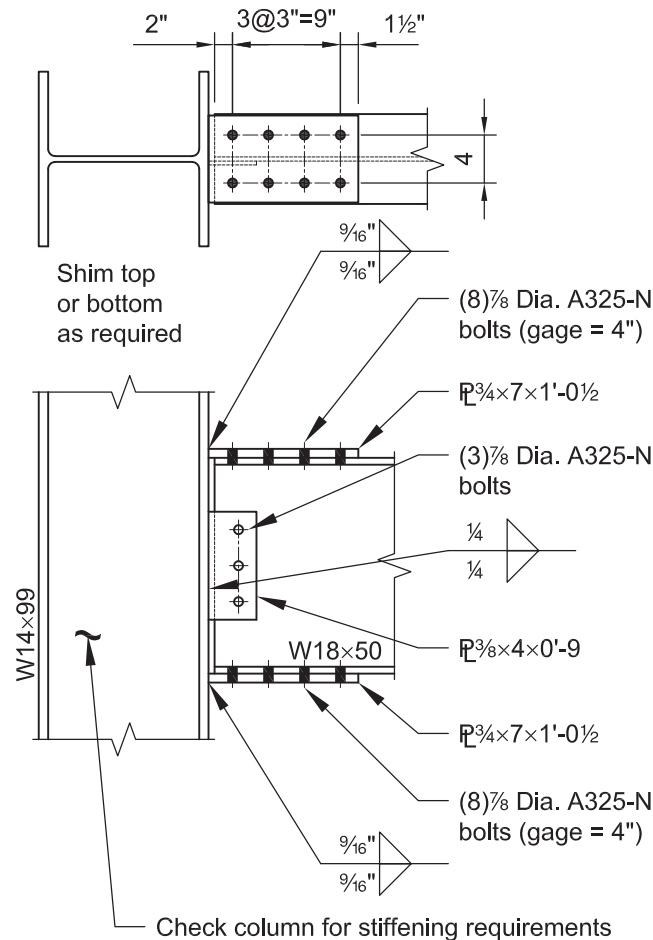 2" 3@3"=9" 1½"
4
9⁄16"
9⁄16"
Shim top
or bottom
as required
(8)⅞ Dia. A325-N
bolts (gage = 4")
PL¾×7×1'-0½
(3)⅞ Dia. A325-N
bolts
¼
¼
W14×99
W18×50
PL⅜×4×0'-9
PL¾×7×1'-0½
(8)⅞ Dia. A325-N
bolts (gage = 4")
9⁄16"
9⁄16"
Check column for stiffening requirements